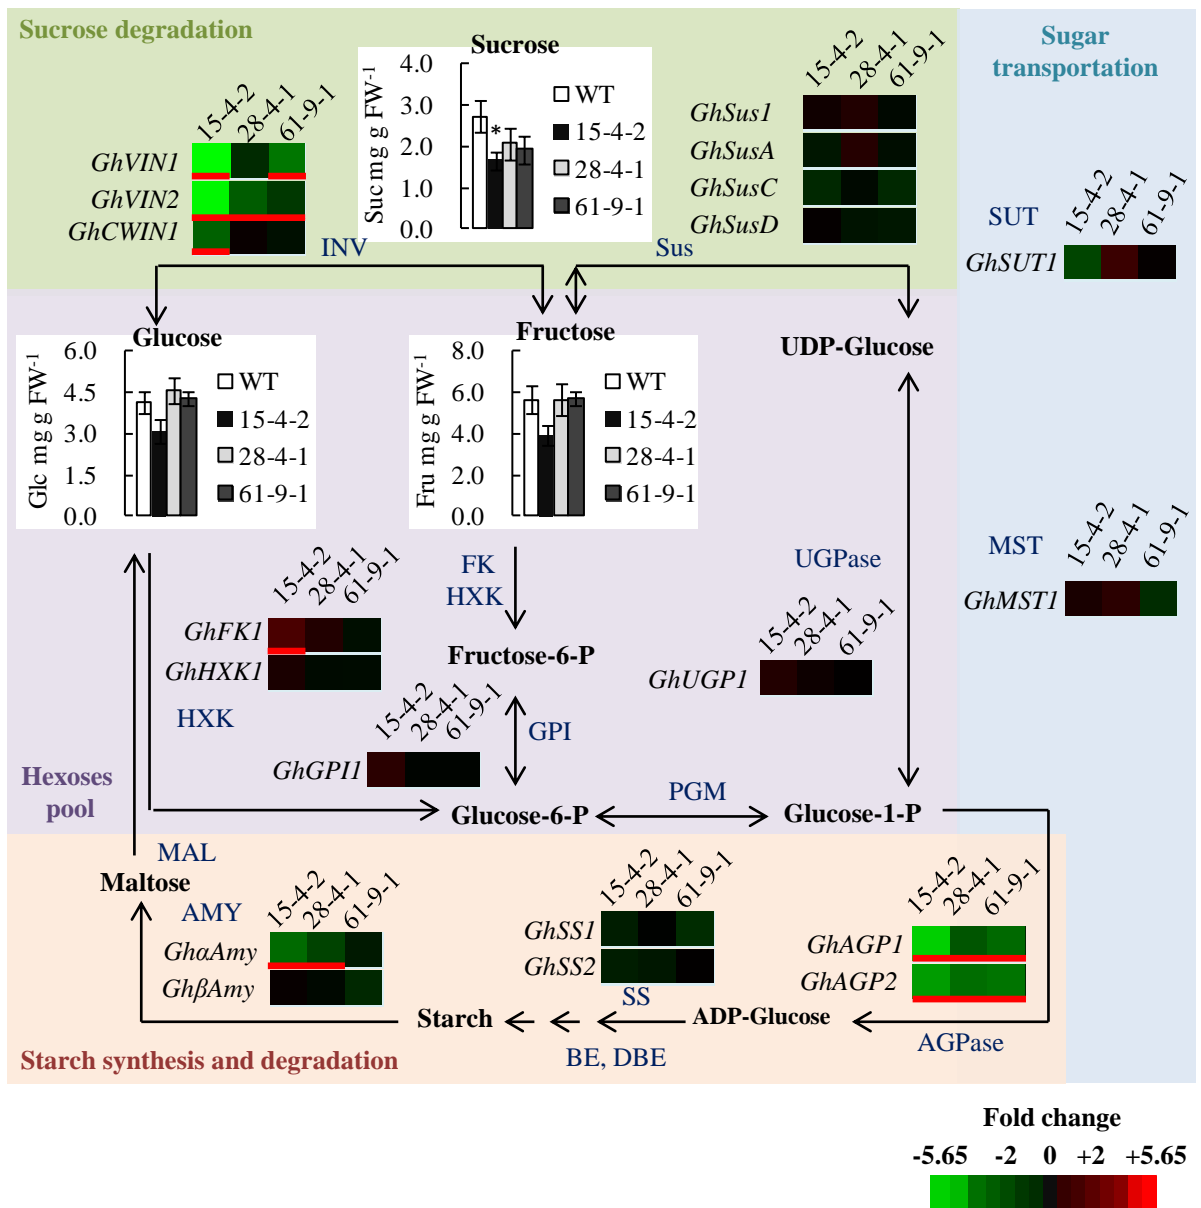 Sucrose degradation
Sucrose
Sugar
transportation
15-4-2
28-4-1
61-9-1
GhVIN1
GhVIN2
GhCWIN1
INV
Suc mg g FW-1
4.0
3.0
2.0
1.0
0.0
*
WT
15-4-2
28-4-1
61-9-1
15-4-2
28-4-1
61-9-1
GhSus1
GhSusA
GhSusC
GhSusD
Sus
SUT
15-4-2
28-4-1
61-9-1
GhSUT1
Glucose
Glc mg g FW-1
6.0
4.5
3.0
1.5
0.0
WT
15-4-2
28-4-1
61-9-1
Fructose
Fru mg g FW-1
8.0
6.0
4.0
2.0
0.0
WT
15-4-2
28-4-1
61-9-1
UDP-Glucose
MST
15-4-2
28-4-1
61-9-1
GhMST1
FK
HXK
UGPase
15-4-2
28-4-1
61-9-1
GhFK1
GhHXK1
HXK
Fructose-6-P
15-4-2
28-4-1
61-9-1
GhUGP1
15-4-2
28-4-1
61-9-1
GhGPI1
GPI
Hexoses
pool
Glucose-6-P
PGM
Glucose-1-P
MAL
Maltose
AMY
15-4-2
28-4-1
61-9-1
GhαAmy
GhβAmy
15-4-2
28-4-1
61-9-1
GhSS1
GhSS2
SS
15-4-2
28-4-1
61-9-1
GhAGP1
GhAGP2
Starch
ADP-Glucose
BE, DBE
AGPase
Starch synthesis and degradation
Fold change
-5.65 -2 0 +2 +5.65